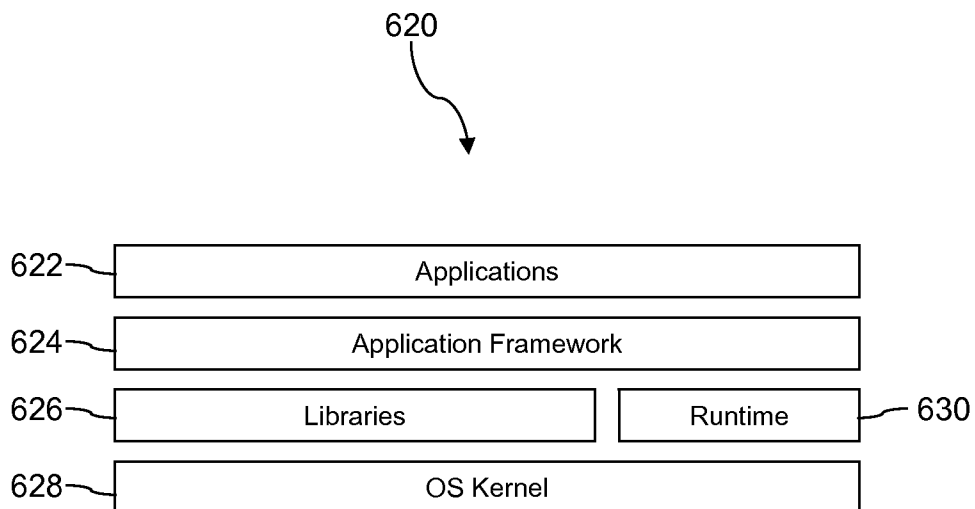 620
622 Applications
624 Application Framework
626 Libraries Runtime 630
628 OS Kernel